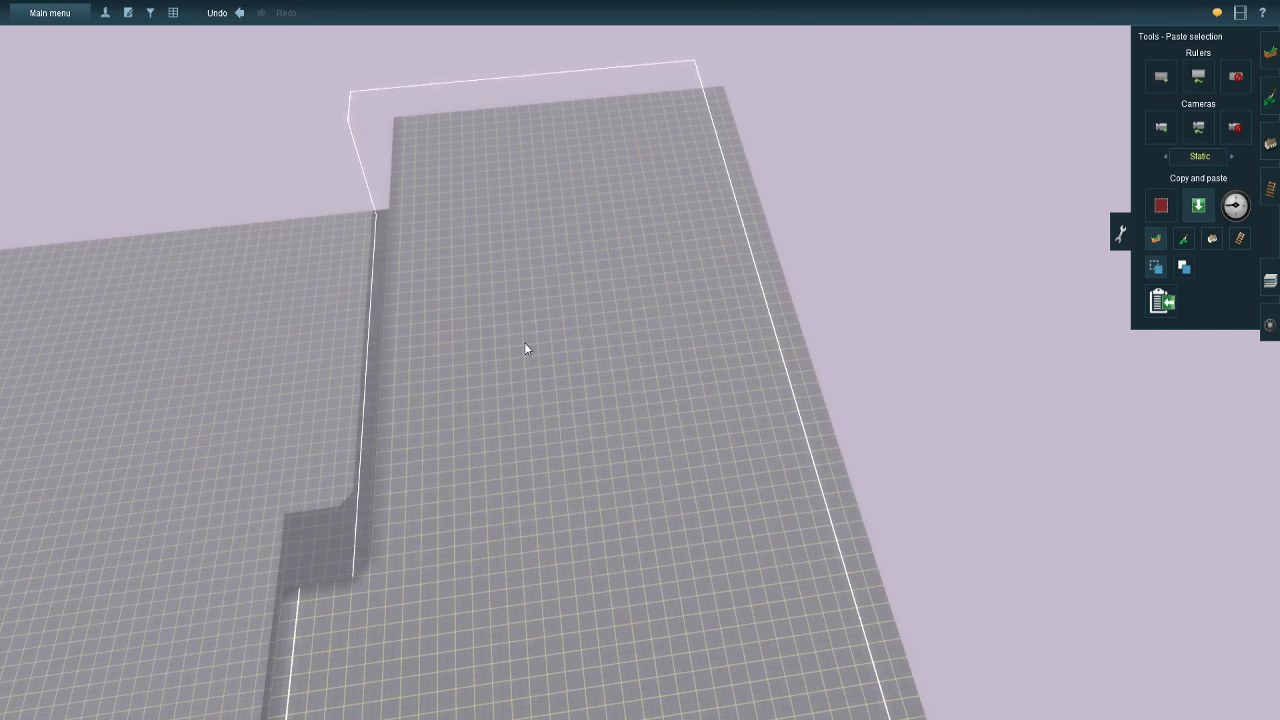 Main menu
Undo
Redo
?
Tools - Paste selection
Rulers
Cameras
Static
Copy and paste